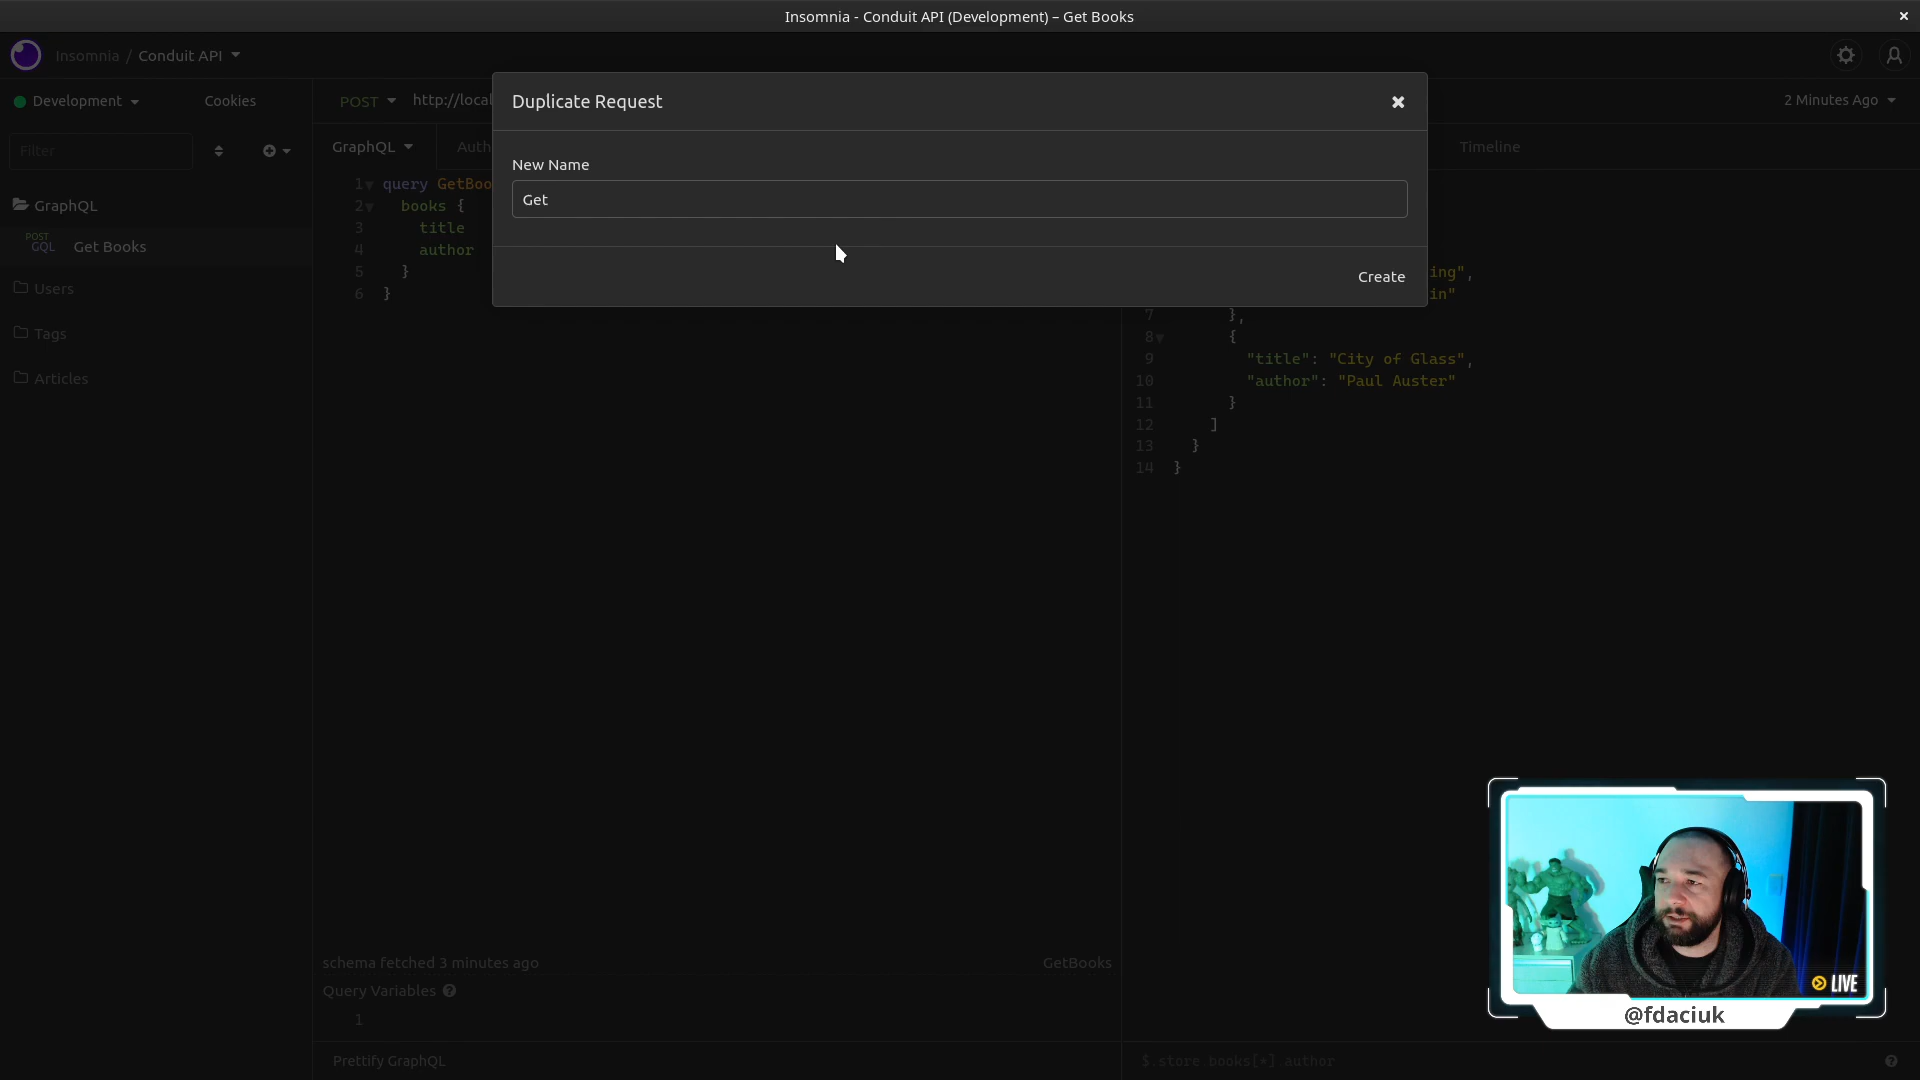 Insomnia - Conduit API (Development) – Get Books
Insomnia / Conduit API
Development
Cookies
POST http://local
2 Minutes Ago
Duplicate Request
New Name
Get
Create
Filter
GraphQL
POST
GQL Get Books
Users
Tags
Articles
GraphQL
Auth
Timeline
1 query GetBoo
2 books {
3 title
4 author
5 }
6 }
ing",
in"
7 },
8 {
9 "title": "City of Glass",
10 "author": "Paul Auster"
11 }
12 ]
13 }
14 }
schema fetched 3 minutes ago
GetBooks
Query Variables
1
Prettify GraphQL
$.store.books[*].author
LIVE
@fdaciuk